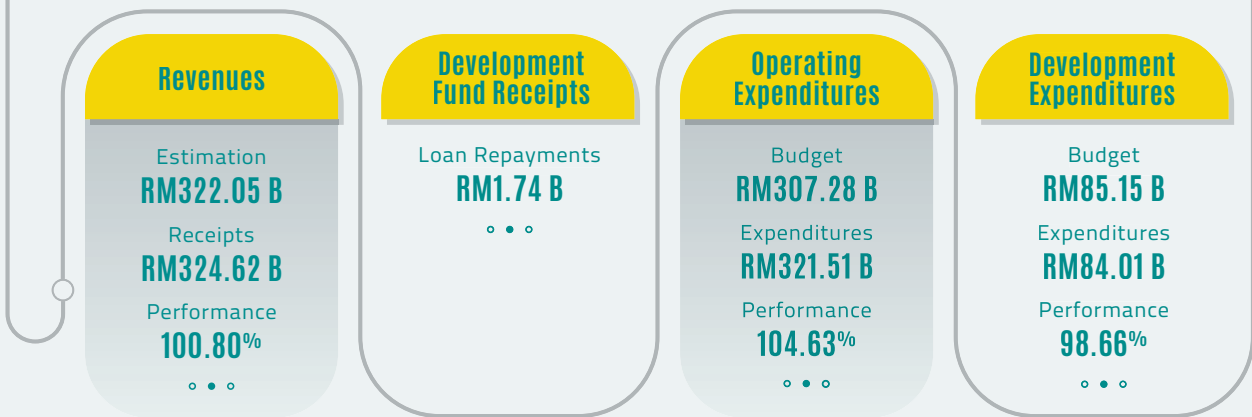 Revenues
Estimation
RM322.05 B
Receipts
RM324.62 B
Performance
100.80%
Development
Fund Receipts
Loan Repayments
RM1.74 B
Operating
Expenditures
Budget
RM307.28 B
Expenditures
RM321.51 B
Performance
104.63%
Development
Expenditures
Budget
RM85.15 B
Expenditures
RM84.01 B
Performance
98.66%